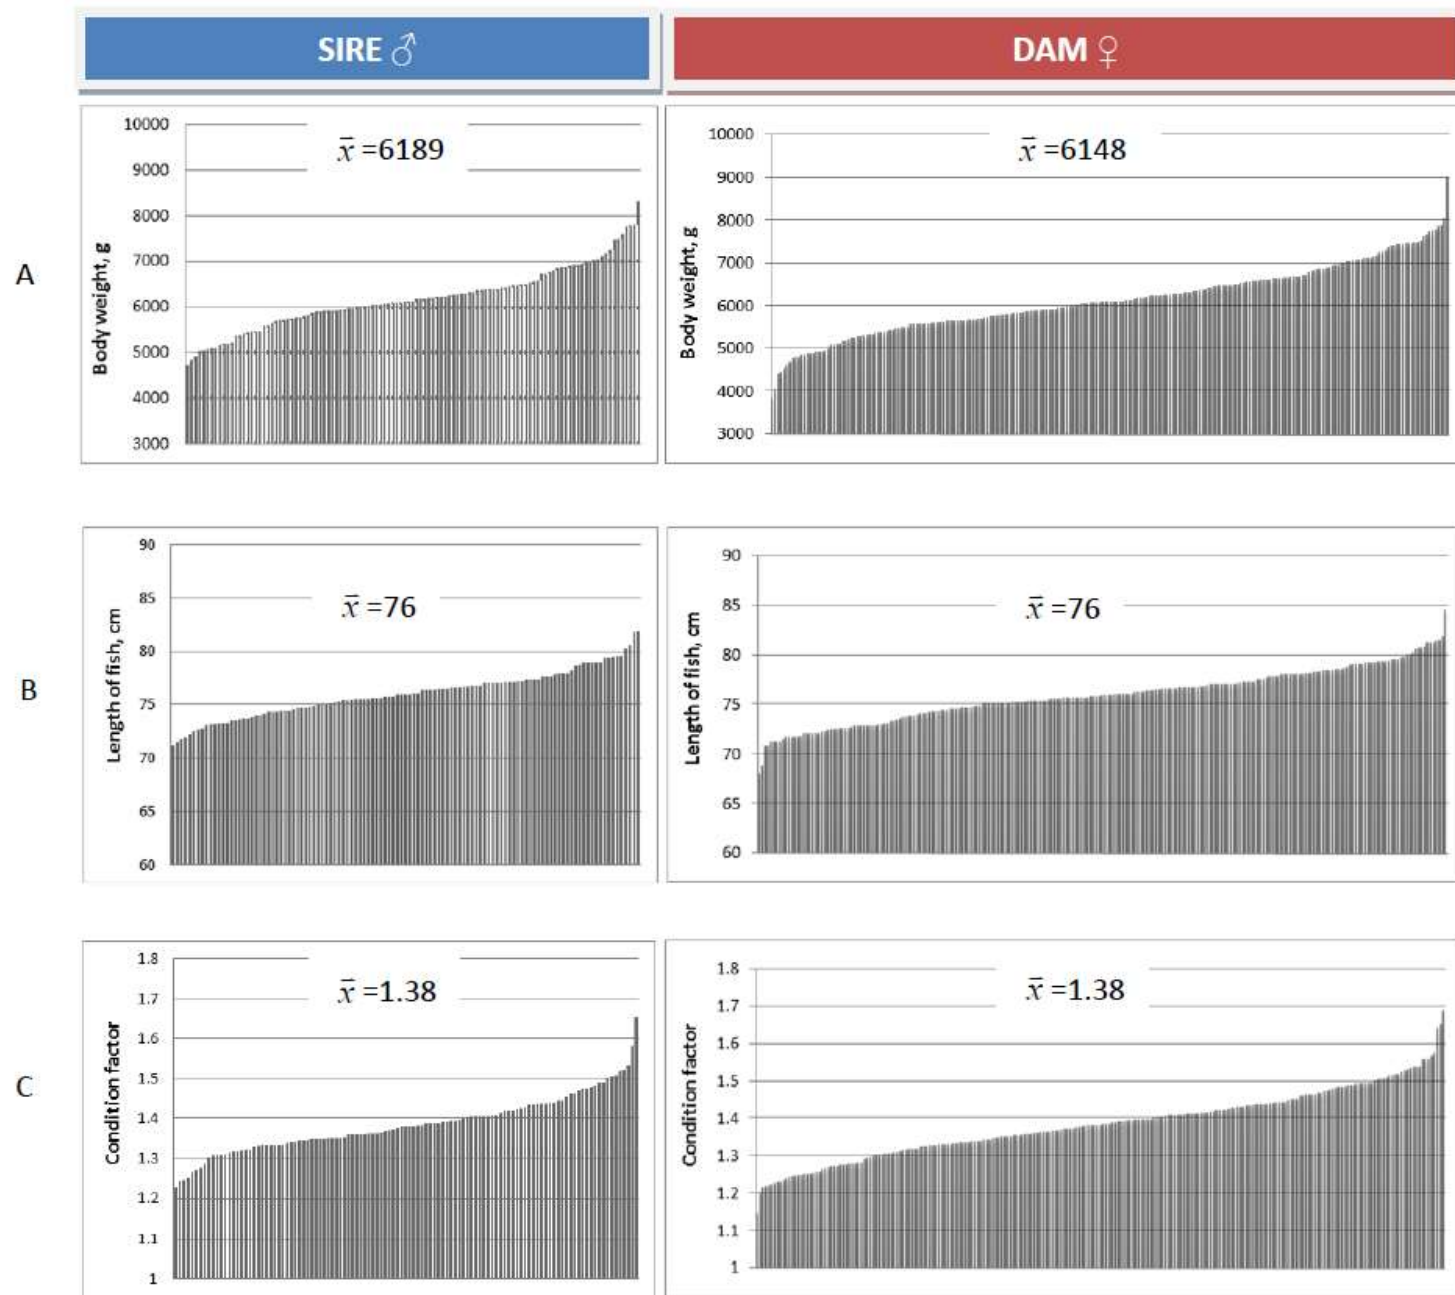 SIRE ♂
DAM ♀
A
Body weight, g
10000
9000
8000
7000
6000
5000
4000
3000
x̄ =6189
Body weight, g
10000
9000
8000
7000
6000
5000
4000
3000
x̄ =6148
B
Length of fish, cm
90
85
80
75
70
65
60
x̄ =76
Length of fish, cm
90
85
80
75
70
65
60
x̄ =76
C
Condition factor
1.8
1.7
1.6
1.5
1.4
1.3
1.2
1.1
1
x̄ =1.38
Condition factor
1.8
1.7
1.6
1.5
1.4
1.3
1.2
1.1
1
x̄ =1.38